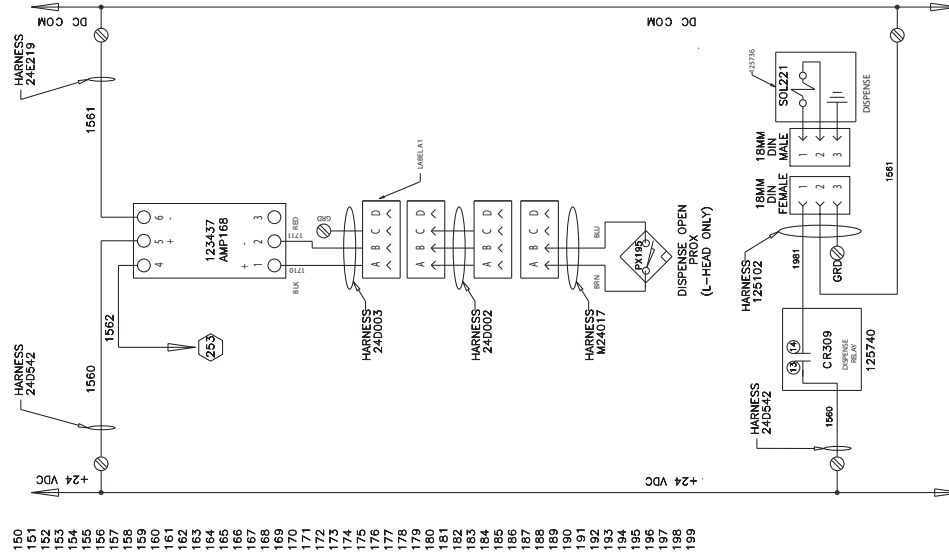 HARNESS
24E219
DC COM
DC COM
1561
123437
AMP168
6 -
5 +
4
3
- 2
+ 1
1562
1560
253
HARNESS
24D542
+24 VDC
+24 VDC
RED
1711
1710
BLK
GRD
LABEL A1
A B C D
A B C D
A B C D
A B C D
HARNESS
24D003
HARNESS
24D002
HARNESS
M24017
BLU
BRN
PX195
DISPENSE OPEN
PROX
(L-HEAD ONLY)
125736
SOL221
DISPENSE
18MM
DIN
MALE
1
2
3
18MM
DIN
FEMALE
1
2
3
HARNESS
125102
1981
GRD
1561
14
13
CR309
DISPENSE
RELAY
125740
1560
HARNESS
24D542
150
151
152
153
154
155
156
157
158
159
160
161
162
163
164
165
166
167
168
169
170
171
172
173
174
175
176
177
178
179
180
181
182
183
184
185
186
187
188
189
190
191
192
193
194
195
196
197
198
199